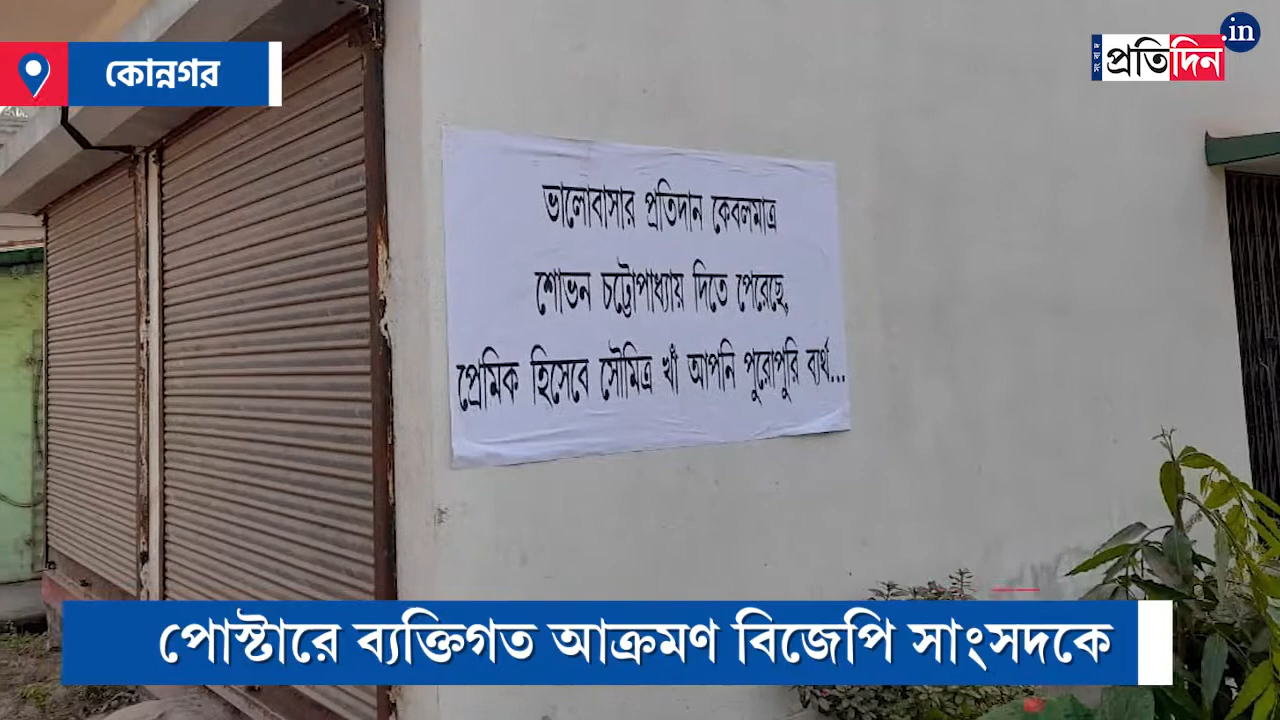 কোন্নগর
সংবাদ প্রতিদিন .in
ভালোবাসার প্রতিদান কেবলমাত্র
শোভন চট্টোপাধ্যায় দিতে পেরেছে,
প্রেমিক হিসেবে সৌমিত্র খাঁ আপনি পুরোপুরি ব্যর্থ...
পোস্টারে ব্যক্তিগত আক্রমণ বিজেপি সাংসদকে